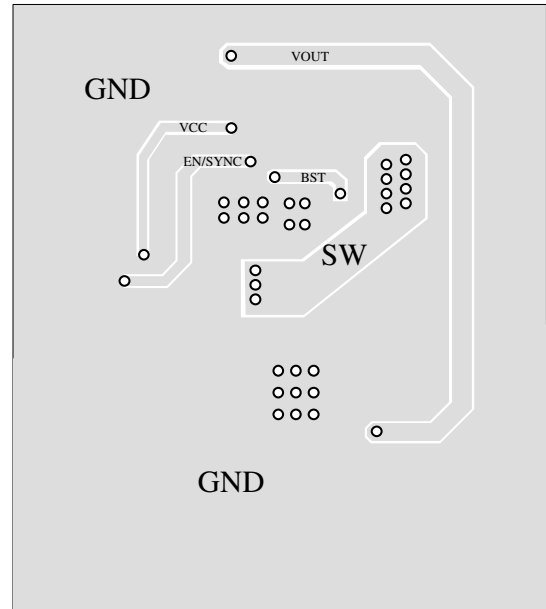 VOUT
GND
VCC
EN/SYNC
BST
SW
GND